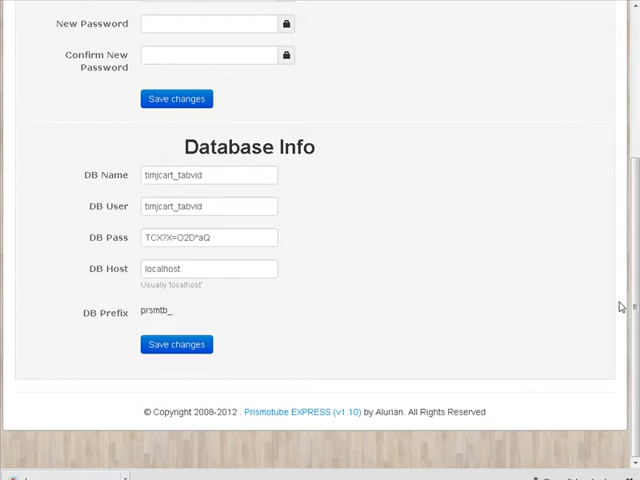 New Password
Confirm New
Password
Save changes
Database Info
DB Name timjcart_tabvid
DB User timjcart_tabvid
DB Pass TCX?X=O2D*aQ
DB Host localhost
Usually 'localhost'
DB Prefix prsmtb_
Save changes
© Copyright 2008-2012 . Prismotube EXPRESS (v1.10) by Alurian. All Rights Reserved